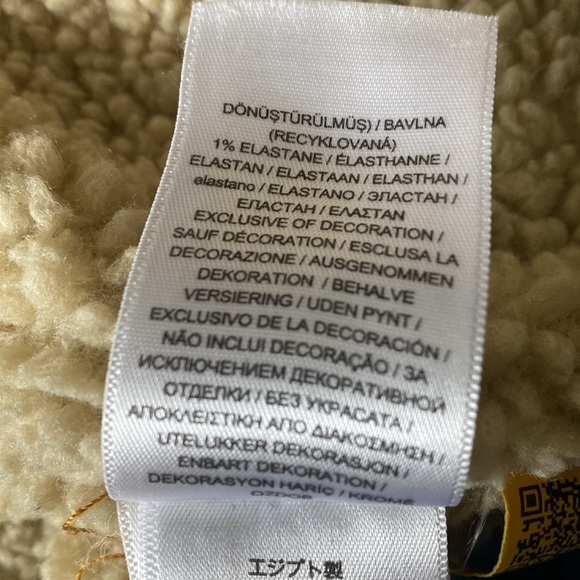 DÖNÜŞTÜRÜLMÜŞ) / BAVLNA
(RECYKLOVANÁ)
1% ELASTANE / ÉLASTHANNE /
ELASTAN / ELASTAAN / ELASTHAN /
elastano / ELASTANO / ЭЛАСТАН /
ЕЛАСТАН / ΕΛΑΣΤΑΝ
EXCLUSIVE OF DECORATION /
SAUF DÉCORATION / ESCLUSA LA
DECORAZIONE / AUSGENOMMEN
DEKORATION / BEHALVE
VERSIERING / UDEN PYNT /
EXCLUSIVO DE LA DECORACIÓN /
NÃO INCLUI DECORAÇÃO / ЗА
ИСКЛЮЧЕНИЕМ ДЕКОРАТИВНОЙ
ОТДЕЛКИ / БЕЗ УКРАСАТА /
ΑΠΟΚΛΕΙΣΤΙΚΗ ΑΠΟ ΔΙΑΚΟΣΜΗΣΗ /
UTELUKKER DEKORASJON /
ENBART DEKORATION /
DEKORASYON HARİÇ / KROMĚ
OZDOB
エジプト製